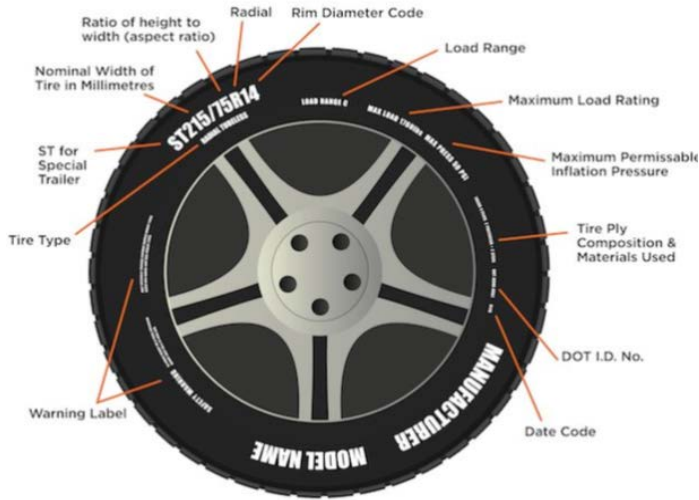 Ratio of height to
width (aspect ratio)
Radial
Rim Diameter Code
Load Range
Nominal Width of
Tire in Millimetres
Maximum Load Rating
ST for
Special
Trailer
Maximum Permissable
Inflation Pressure
Tire Type
Tire Ply
Composition &
Materials Used
DOT I.D. No.
Warning Label
Date Code
ST215/75R14
RADIAL TUBELESS
LOAD RANGE C
MAX PRESS 50 PSI
SAFETY WARNING
MANUFACTURER
MODEL NAME